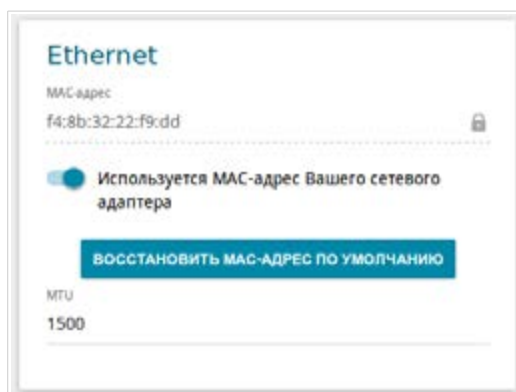 Ethernet
MAC-адрес
f4:8b:32:22:f9:dd
Используется MAC-адрес Вашего сетевого
адаптера
ВОССТАНОВИТЬ MAC-АДРЕС ПО УМОЛЧАНИЮ
MTU
1500